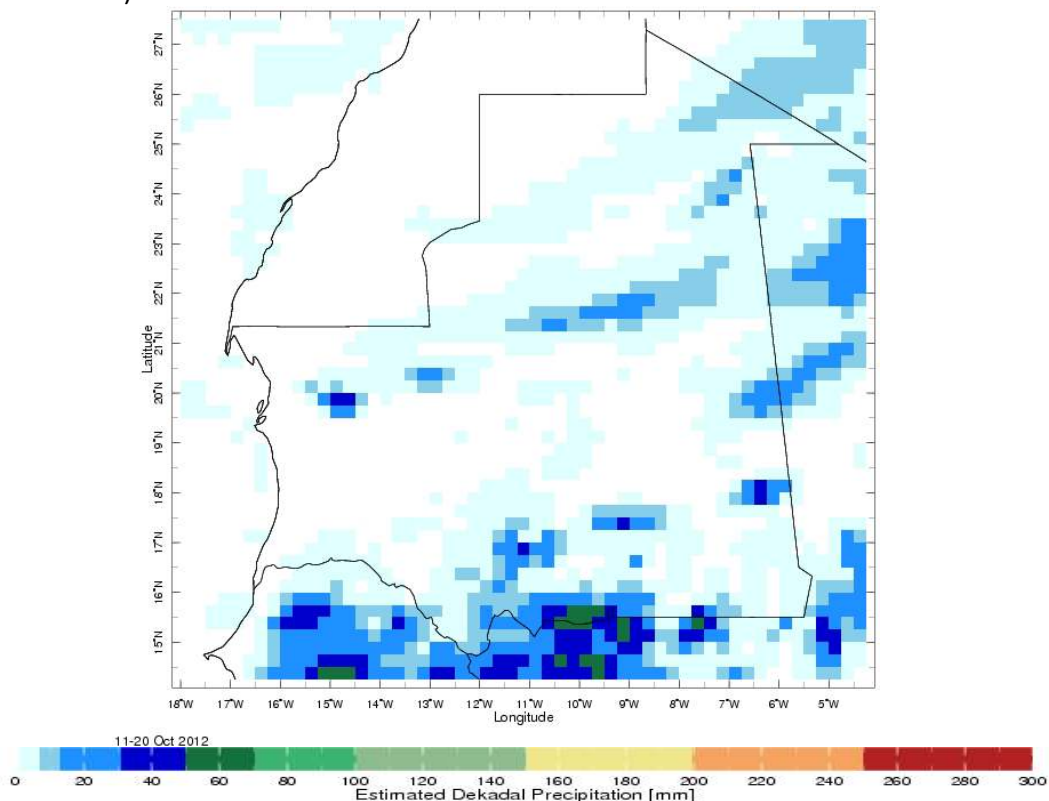 27°N
26°N
25°N
24°N
23°N
22°N
21°N
20°N
19°N
18°N
17°N
16°N
15°N
Latitude
18°W 17°W 16°W 15°W 14°W 13°W 12°W 11°W 10°W 9°W 8°W 7°W 6°W 5°W
Longitude
11-20 Oct 2012
0 20 40 60 80 100 120 140 160 180 200 220 240 260 280 300
Estimated Dekadal Precipitation [mm]